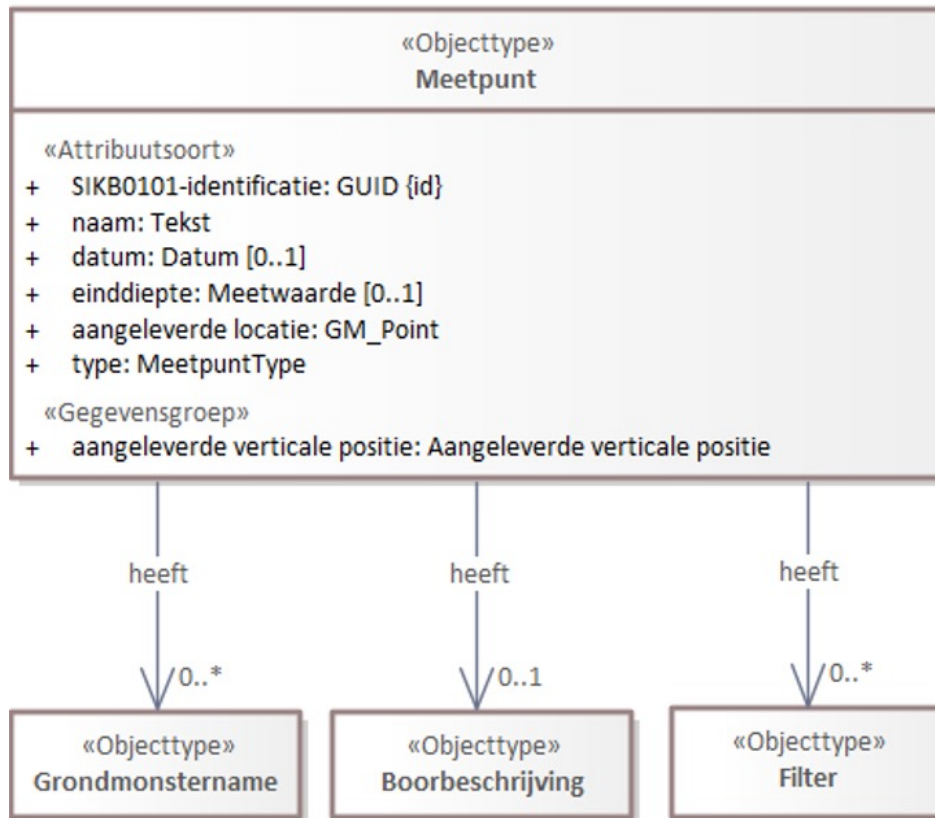 «Objecttype»
Meetpunt
«Attribuutsoort»
+ SIKB0101-identificatie: GUID {id}
+ naam: Tekst
+ datum: Datum [0..1]
+ einddiepte: Meetwaarde [0..1]
+ aangeleverde locatie: GM_Point
+ type: MeetpuntType
«Gegevensgroep»
+ aangeleverde verticale positie: Aangeleverde verticale positie
heeft
heeft
heeft
0..*
0..1
0..*
«Objecttype»
Grondmonstername
«Objecttype»
Boorbeschrijving
«Objecttype»
Filter